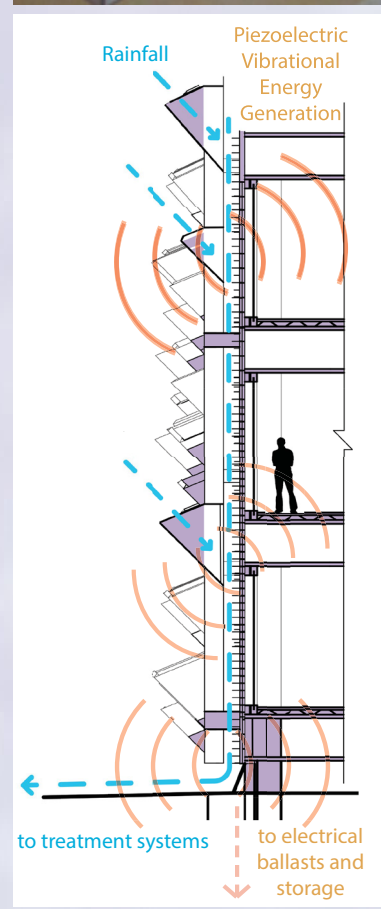 Rainfall
Piezoelectric
Vibrational
Energy
Generation
to treatment systems
to electrical
ballasts and
storage